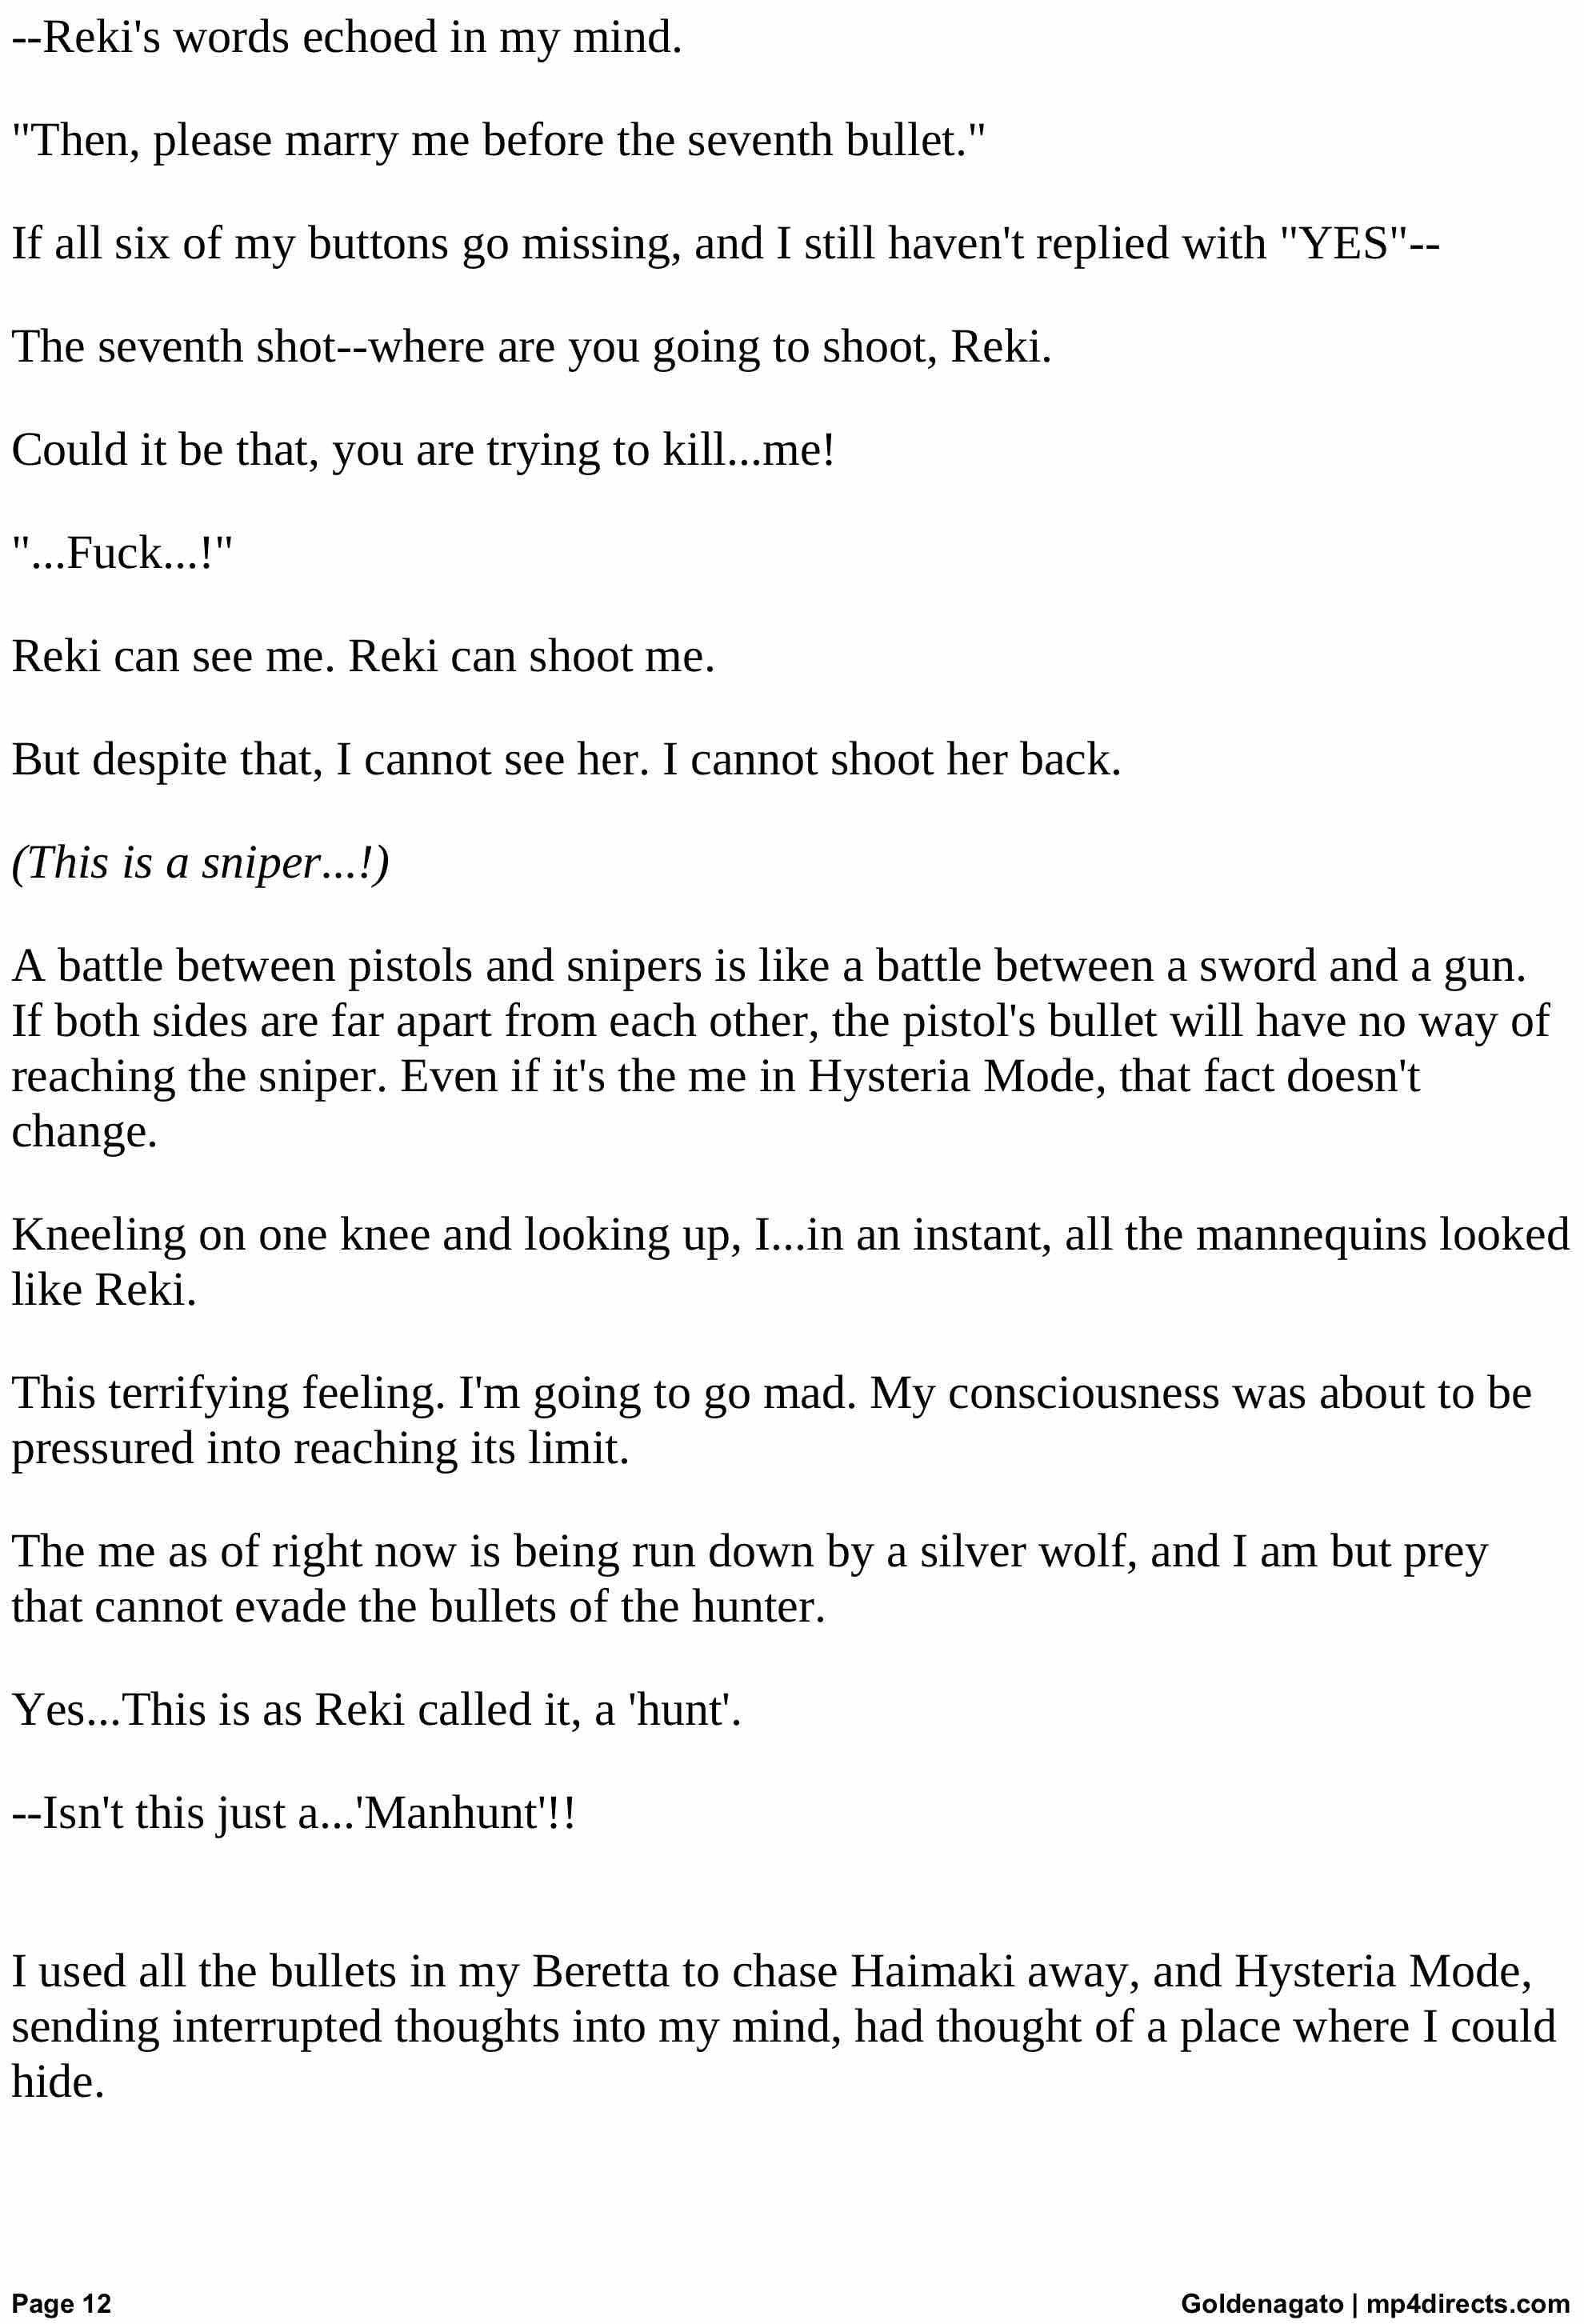 --Reki's words echoed in my mind.
"Then, please marry me before the seventh bullet."
If all six of my buttons go missing, and I still haven't replied with "YES"--
The seventh shot--where are you going to shoot, Reki.
Could it be that, you are trying to kill...me!
"...Fuck...!"
Reki can see me. Reki can shoot me.
But despite that, I cannot see her. I cannot shoot her back.
(This is a sniper...!)
A battle between pistols and snipers is like a battle between a sword and a gun.
If both sides are far apart from each other, the pistol's bullet will have no way of
reaching the sniper. Even if it's the me in Hysteria Mode, that fact doesn't
change.
Kneeling on one knee and looking up, I...in an instant, all the mannequins looked
like Reki.
This terrifying feeling. I'm going to go mad. My consciousness was about to be
pressured into reaching its limit.
The me as of right now is being run down by a silver wolf, and I am but prey
that cannot evade the bullets of the hunter.
Yes...This is as Reki called it, a 'hunt'.
--Isn't this just a...'Manhunt'!!
I used all the bullets in my Beretta to chase Haimaki away, and Hysteria Mode,
sending interrupted thoughts into my mind, had thought of a place where I could
hide.
Page 12
Goldenagato | mp4directs.com